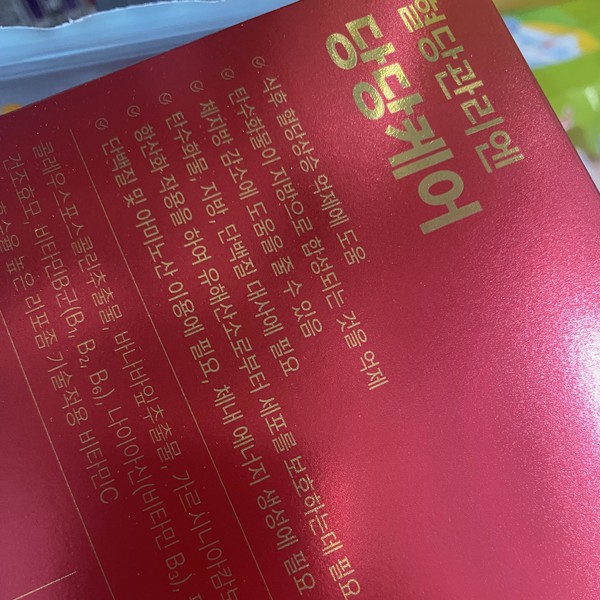 혈당관리엔
당당케어
식후 혈당상승 억제에 도움
탄수화물이 지방으로 합성되는 것을 억제
체지방 감소에 도움을 줄 수 있음
탄수화물, 지방, 단백질 대사에 필요
항산화 작용을 하여 유해산소로부터 세포를 보호하는데 필요
단백질 및 아미노산 이용에 필요, 체내 에너지 생성에 필요
콜레우스포스콜리추출물, 바나바잎추출물, 가르시니아캄보
건조효모, 비타민B군(B₁, B₂, B₆), 나이아신(비타민 B₃),
높은 리포좀 기술적용 비타민C